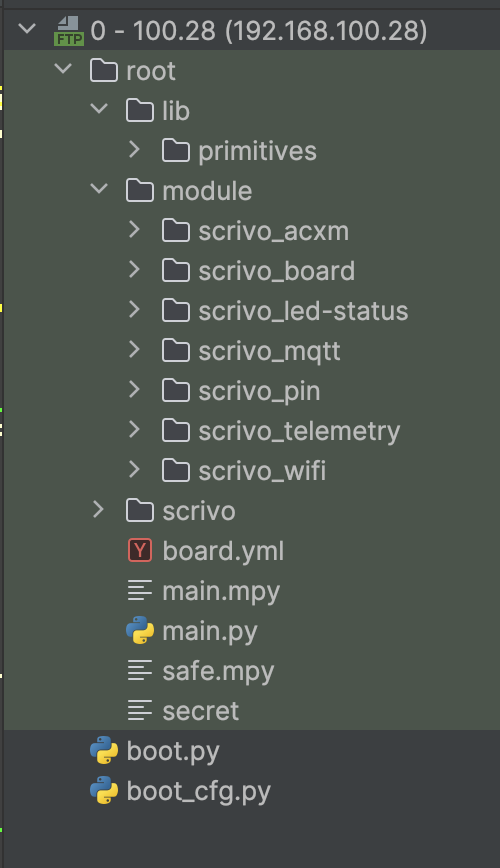 FTP 0 - 100.28 (192.168.100.28)
root
lib
primitives
module
scrivo_acxm
scrivo_board
scrivo_led-status
scrivo_mqtt
scrivo_pin
scrivo_telemetry
scrivo_wifi
scrivo
Y board.yml
main.mpy
main.py
safe.mpy
secret
boot.py
boot_cfg.py